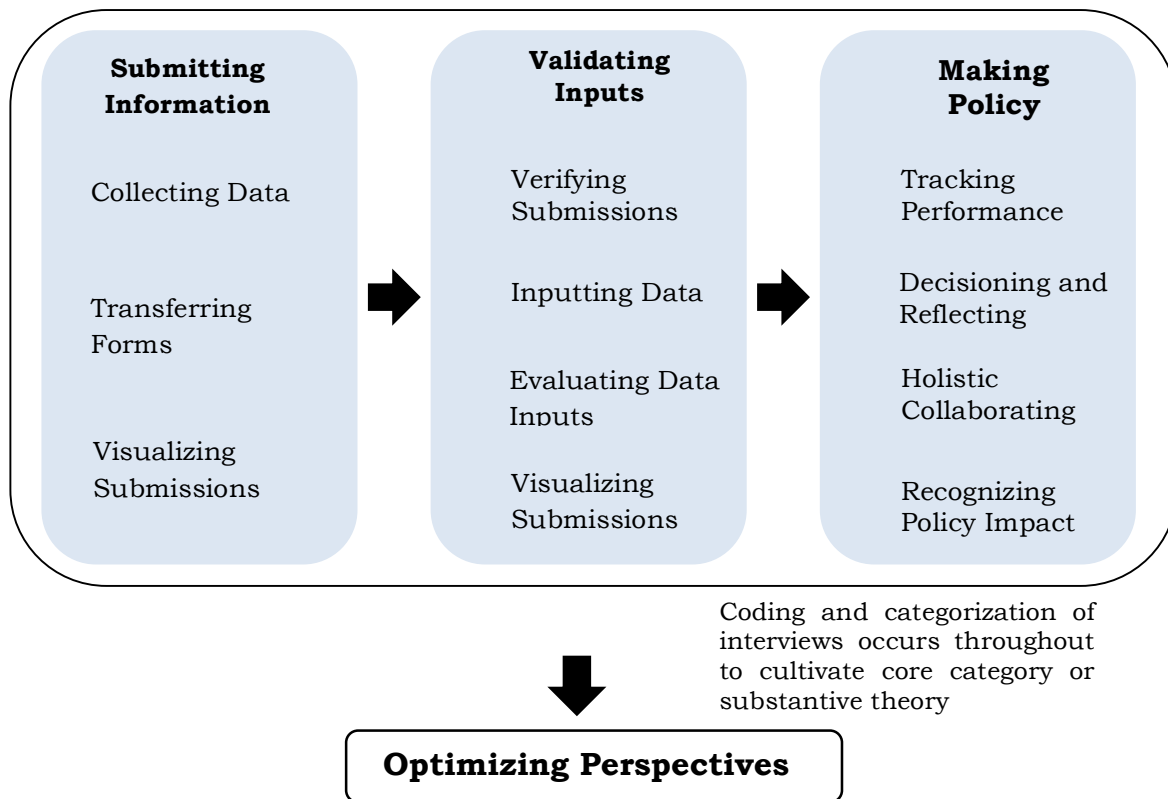 Submitting
Information
Collecting Data
Transferring
Forms
Visualizing
Submissions
Validating
Inputs
Verifying
Submissions
Inputting Data
Evaluating Data
Inputs
Visualizing
Submissions
Making
Policy
Tracking
Performance
Decisioning and
Reflecting
Holistic
Collaborating
Recognizing
Policy Impact
Coding and categorization of
interviews occurs throughout
to cultivate core category or
substantive theory
Optimizing Perspectives